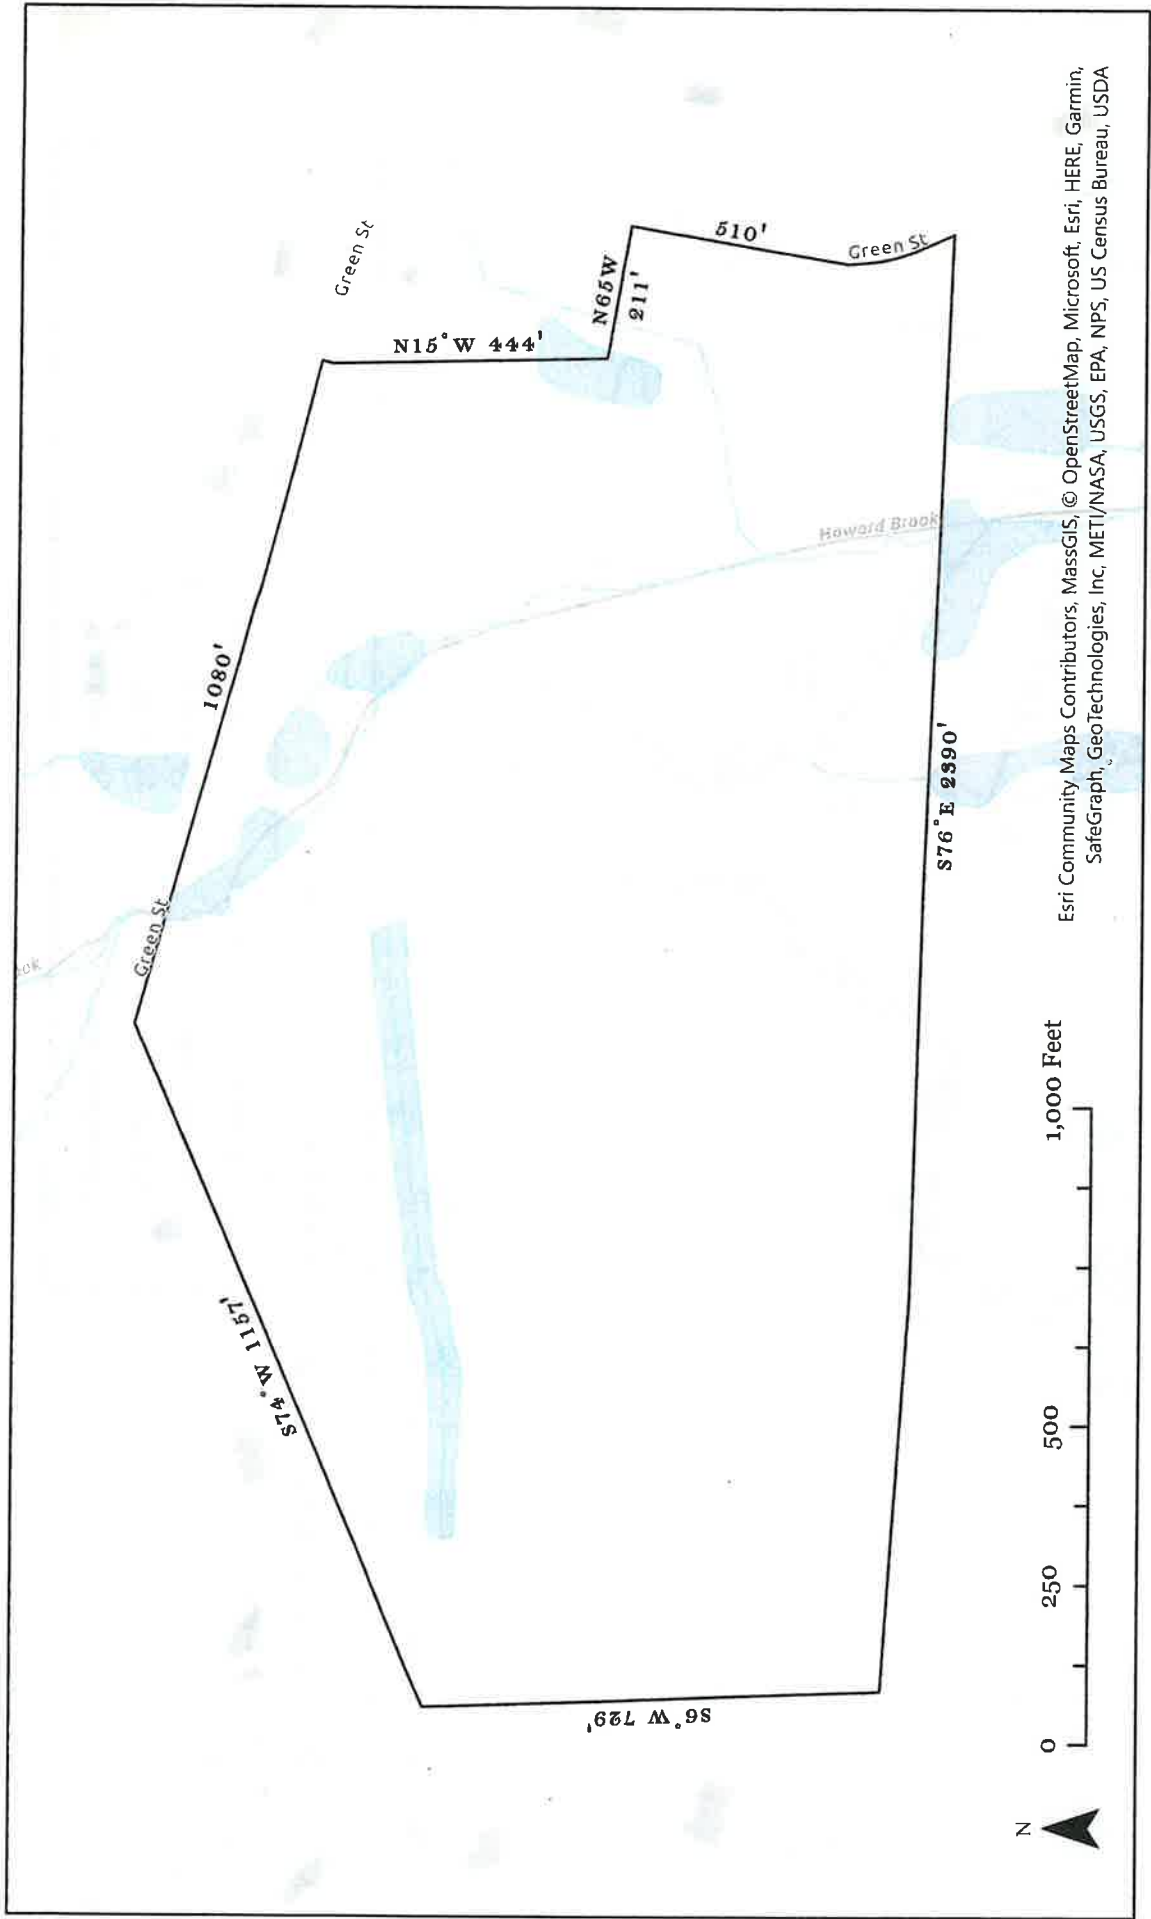 Green St
N15°W 444'
N65W
211'
510'
Green St
1080'
Howard Brook
Green St
ook
S74°W 1157'
S76°E 2390'
S6°W 729'
N
0
250
500
1,000 Feet
Esri Community Maps Contributors, MassGIS, © OpenStreetMap, Microsoft, Esri, HERE, Garmin,
SafeGraph, GeoTechnologies, Inc, METI/NASA, USGS, EPA, NPS, US Census Bureau, USDA